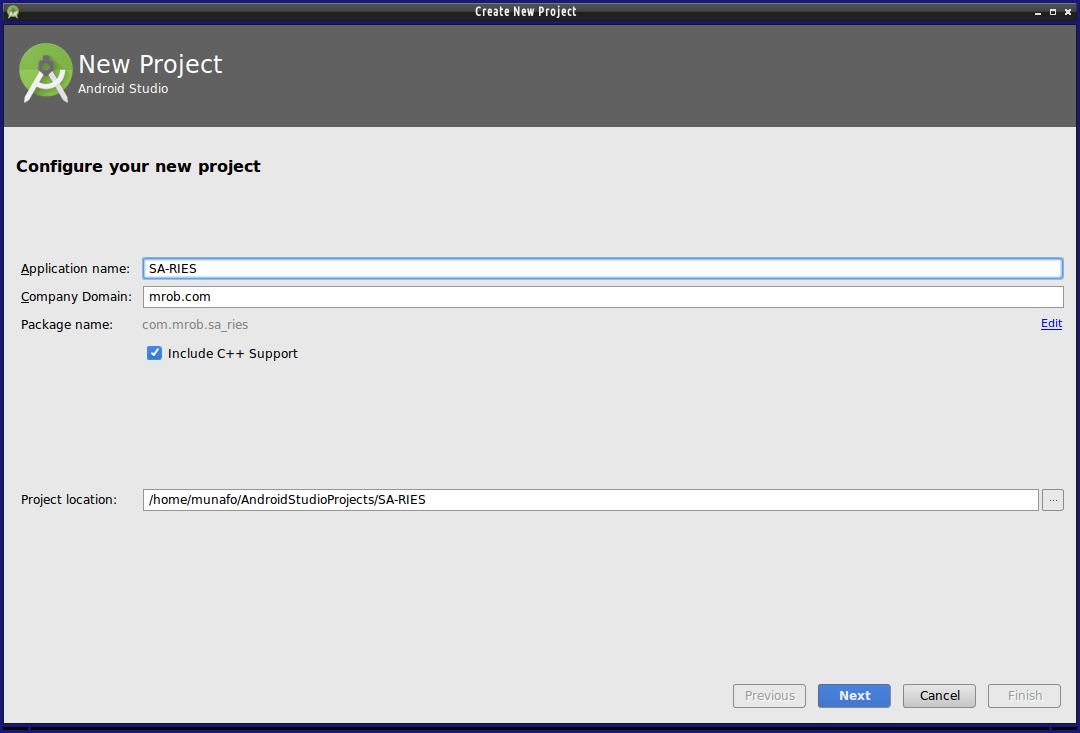 Create New Project
New Project
Android Studio
Configure your new project
Application name: SA-RIES
Company Domain: mrob.com
Package name: com.mrob.sa_ries Edit
Include C++ Support
Project location: /home/munafo/AndroidStudioProjects/SA-RIES ...
Previous Next Cancel Finish